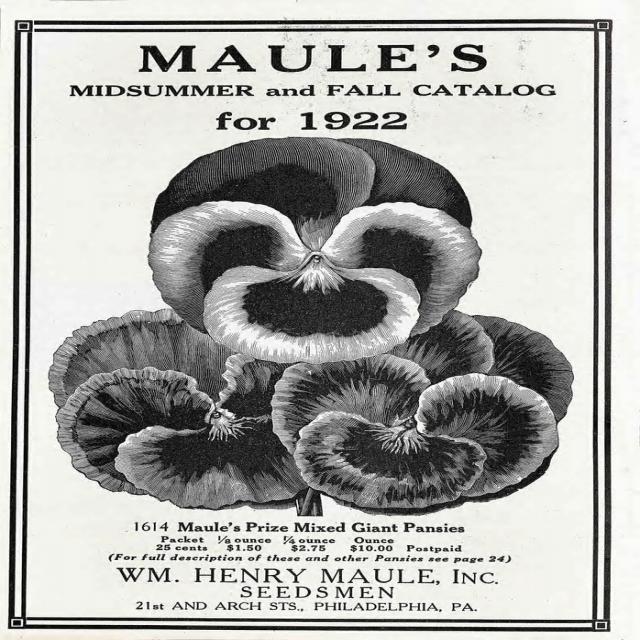 MAULE'S
MIDSUMMER and FALL CATALOG
for 1922
1614 Maule's Prize Mixed Giant Pansies
Packet ⅛ ounce ¼ ounce Ounce
25 cents $1.50 $2.75 $10.00 Postpaid
(For full description of these and other Pansies see page 24)
WM. HENRY MAULE, INC.
SEEDSMEN
21st AND ARCH STS., PHILADELPHIA, PA.